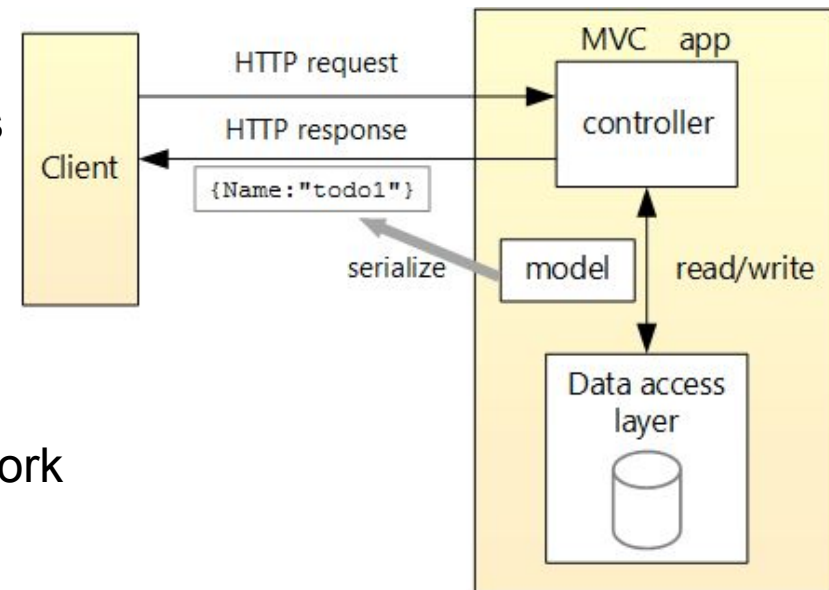 MVC app
HTTP request
controller
s
HTTP response
Client
{Name:"todo1"}
serialize
model
read/write
Data access
layer
ork